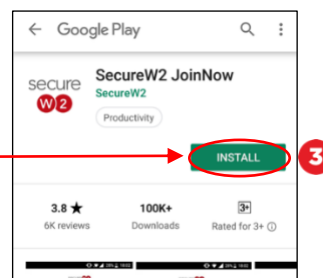 Google Play
secure
W2
SecureW2 JoinNow
SecureW2
Productivity
INSTALL
3
3.8 ★
100K+
3+
6K reviews
Downloads
Rated for 3+